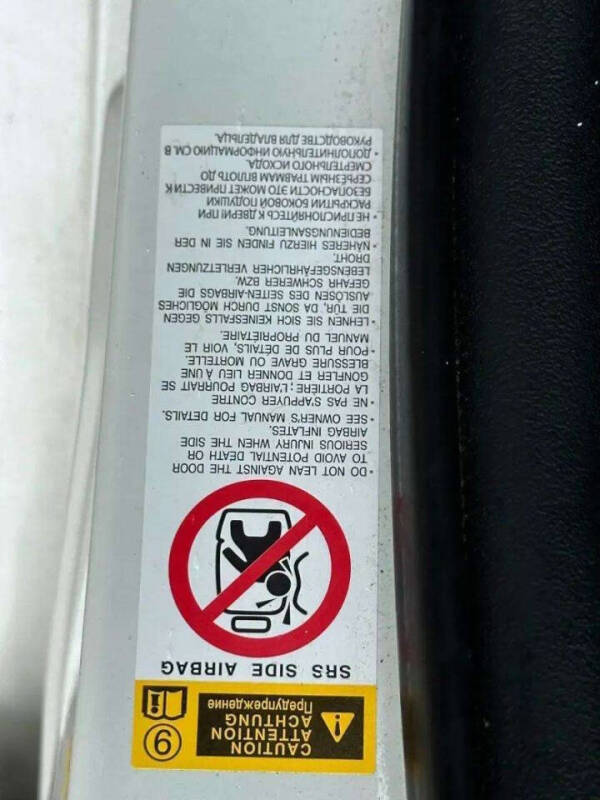 CAUTION
ATTENTION
ACHTUNG
Предупреждение
6
SRS SIDE AIRBAG
• DO NOT LEAN AGAINST THE DOOR
TO AVOID POTENTIAL DEATH OR
SERIOUS INJURY WHEN THE SIDE
AIRBAG INFLATES.
• SEE OWNER'S MANUAL FOR DETAILS.
• NE PAS S'APPUYER CONTRE
LA PORTIERE; L'AIRBAG POURRAIT SE
GONFLER ET DONNER LIEU À UNE
BLESSURE GRAVE OU MORTELLE.
• POUR PLUS DE DÉTAILS, VOIR LE
MANUEL DU PROPRIÉTAIRE.
• LEHNEN SIE SICH KEINESFALLS GEGEN
DIE TÜR, DA SONST DURCH MÖGLICHES
AUSLÖSEN DES SEITEN-AIRBAGS DIE
GEFAHR SCHWERER BZW.
LEBENSGEFÄHRLICHER VERLETZUNGEN
DROHT.
• NÄHERES HIERZU FINDEN SIE IN DER
BEDIENUNGSANLEITUNG.
• НЕ ПРИСЛОНЯЙТЕСЬ К ДВЕРИ! ПРИ
РАСКРЫТИИ БОКОВОЙ ПОДУШКИ
БЕЗОПАСНОСТИ ЭТО МОЖЕТ ПРИВЕСТИ К
СЕРЬЁЗНЫМ ТРАВМАМ ВПЛОТЬ ДО
СМЕРТЕЛЬНОГО ИСХОДА.
• ДОПОЛНИТЕЛЬНУЮ ИНФОРМАЦИЮ СМ. В
РУКОВОДСТВЕ ДЛЯ ВЛАДЕЛЬЦА.